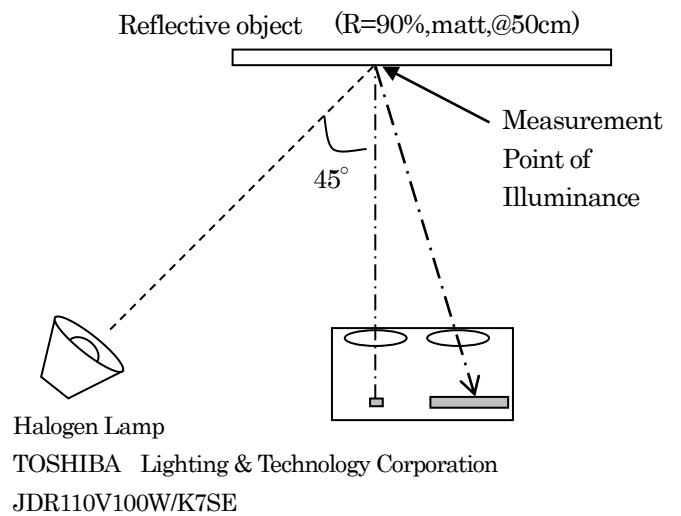 Reflective object (R=90%,matt,@50cm)
Measurement
Point of
Illuminance
45°
Halogen Lamp
TOSHIBA Lighting & Technology Corporation
JDR110V100W/K7SE